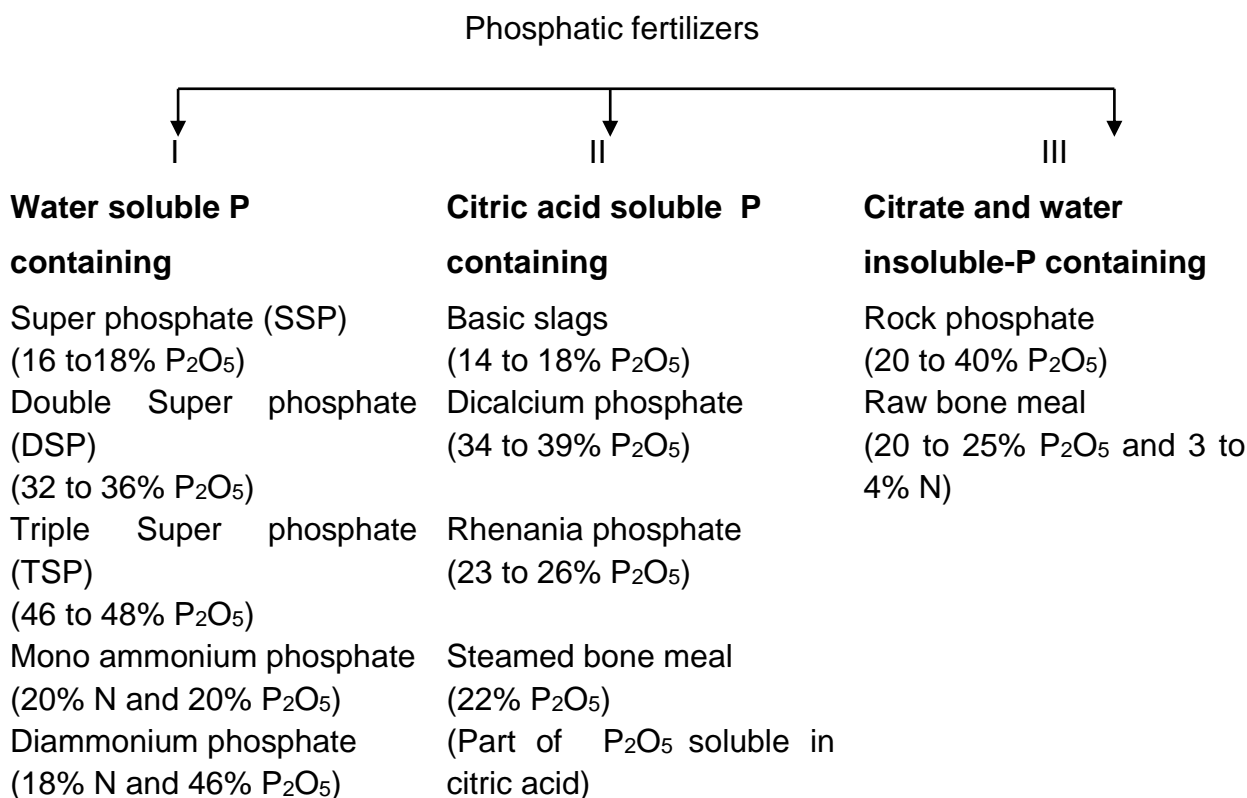 Phosphatic fertilizers
I
II
III
Water soluble P
containing
Citric acid soluble P
containing
Citrate and water
insoluble-P containing
Super phosphate (SSP)
(16 to18% P₂O₅)
Double Super phosphate
(DSP)
(32 to 36% P₂O₅)
Triple Super phosphate
(TSP)
(46 to 48% P₂O₅)
Mono ammonium phosphate
(20% N and 20% P₂O₅)
Diammonium phosphate
(18% N and 46% P₂O₅)
Basic slags
(14 to 18% P₂O₅)
Dicalcium phosphate
(34 to 39% P₂O₅)
Rhenania phosphate
(23 to 26% P₂O₅)
Steamed bone meal
(22% P₂O₅)
(Part of P₂O₅ soluble in
citric acid)
Rock phosphate
(20 to 40% P₂O₅)
Raw bone meal
(20 to 25% P₂O₅ and 3 to
4% N)